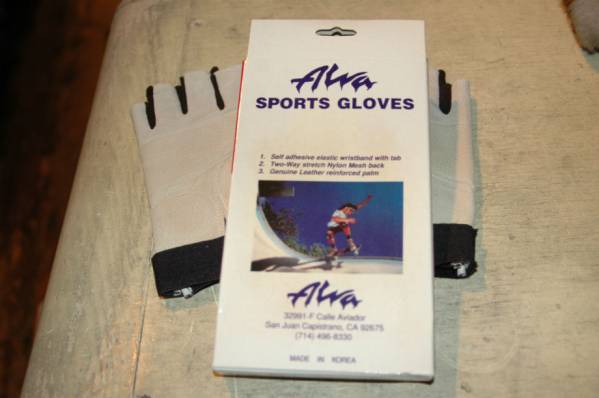 Alva
SPORTS GLOVES
1. Self adhesive elastic wristband with tab
2. Two-Way stretch Nylon Mesh back
3. Genuine Leather reinforced palm
Alva
32991-F Calle Aviador
San Juan Capistrano, CA 92675
(714) 496-8330
MADE IN KOREA